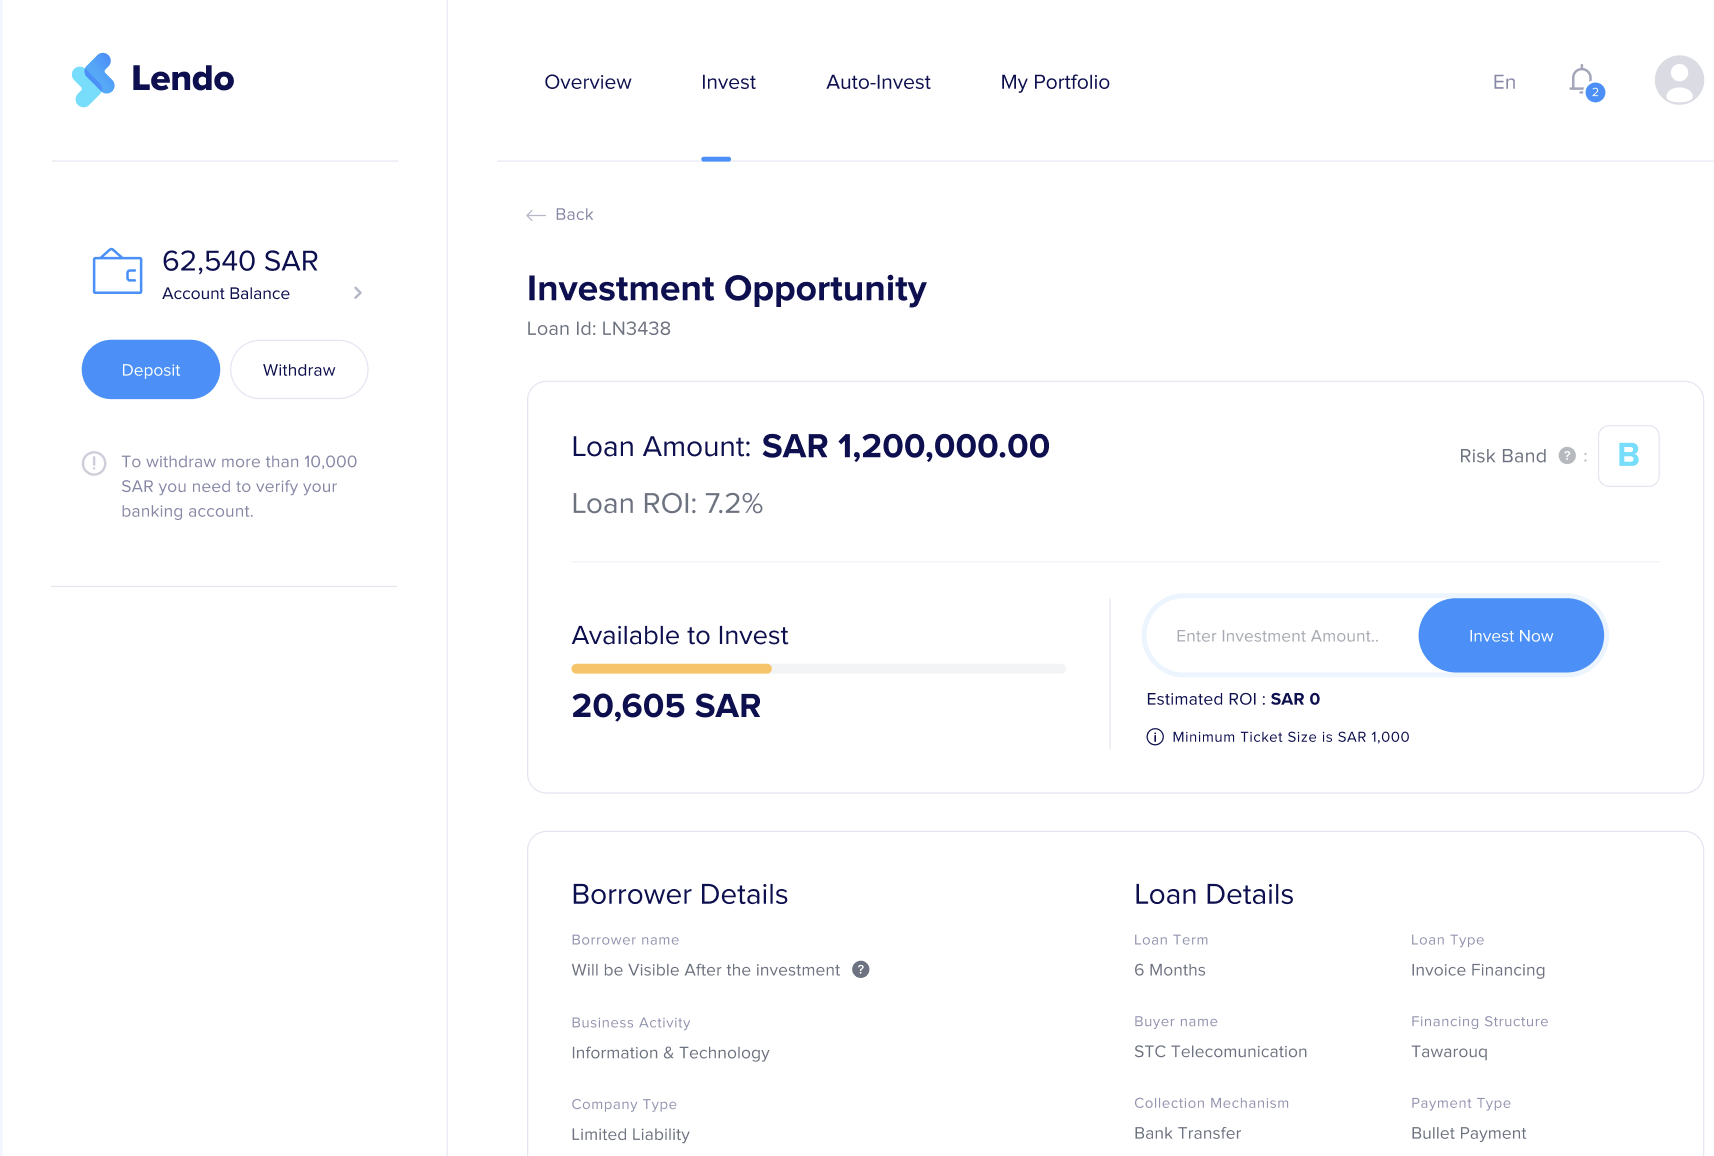 Lendo
Overview
Invest
Auto-Invest
My Portfolio
En
2
62,540 SAR
Account Balance
Deposit
Withdraw
To withdraw more than 10,000
SAR you need to verify your
banking account.
Back
Investment Opportunity
Loan Id: LN3438
Loan Amount: SAR 1,200,000.00
Loan ROI: 7.2%
Risk Band ? :
B
Available to Invest
20,605 SAR
Enter Investment Amount..
Invest Now
Estimated ROI : SAR 0
Minimum Ticket Size is SAR 1,000
Borrower Details
Borrower name
Will be Visible After the investment ?
Business Activity
Information & Technology
Company Type
Limited Liability
Loan Details
Loan Term
6 Months
Loan Type
Invoice Financing
Buyer name
STC Telecomunication
Financing Structure
Tawarouq
Collection Mechanism
Bank Transfer
Payment Type
Bullet Payment